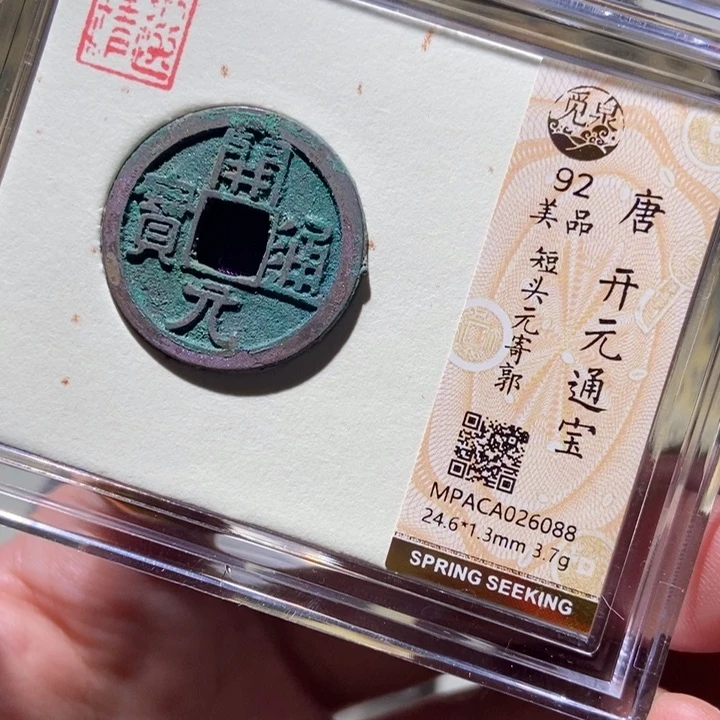 開元通寶
觅泉
92
美品
唐 开元通宝
短头元寄郭
MPACA026088
24.6*1.3mm 3.7g
SPRING SEEKING